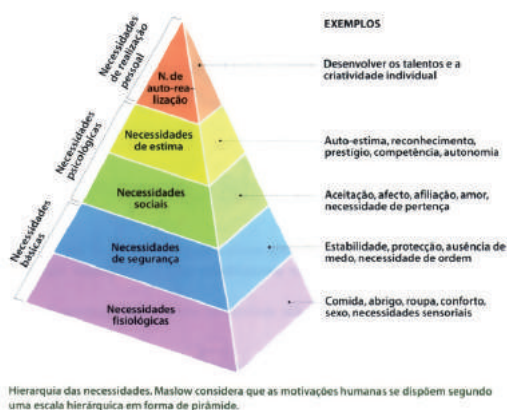 EXEMPLOS
Necessidades
de realização
pessoal
N. de
auto-rea-
lização
Desenvolver os talentos e a
criatividade individual
Necessidades
psicológicas
Necessidades
de estima
Auto-estima, reconhecimento,
prestígio, competência, autonomia
Necessidades
sociais
Aceitação, afecto, afiliação, amor,
necessidade de pertença
Necessidades
básicas
Necessidades
de segurança
Estabilidade, protecção, ausência de
medo, necessidade de ordem
Necessidades
fisiológicas
Comida, abrigo, roupa, conforto,
sexo, necessidades sensoriais
Hierarquia das necessidades. Maslow considera que as motivações humanas se dispõem segundo
uma escala hierárquica em forma de pirâmide.